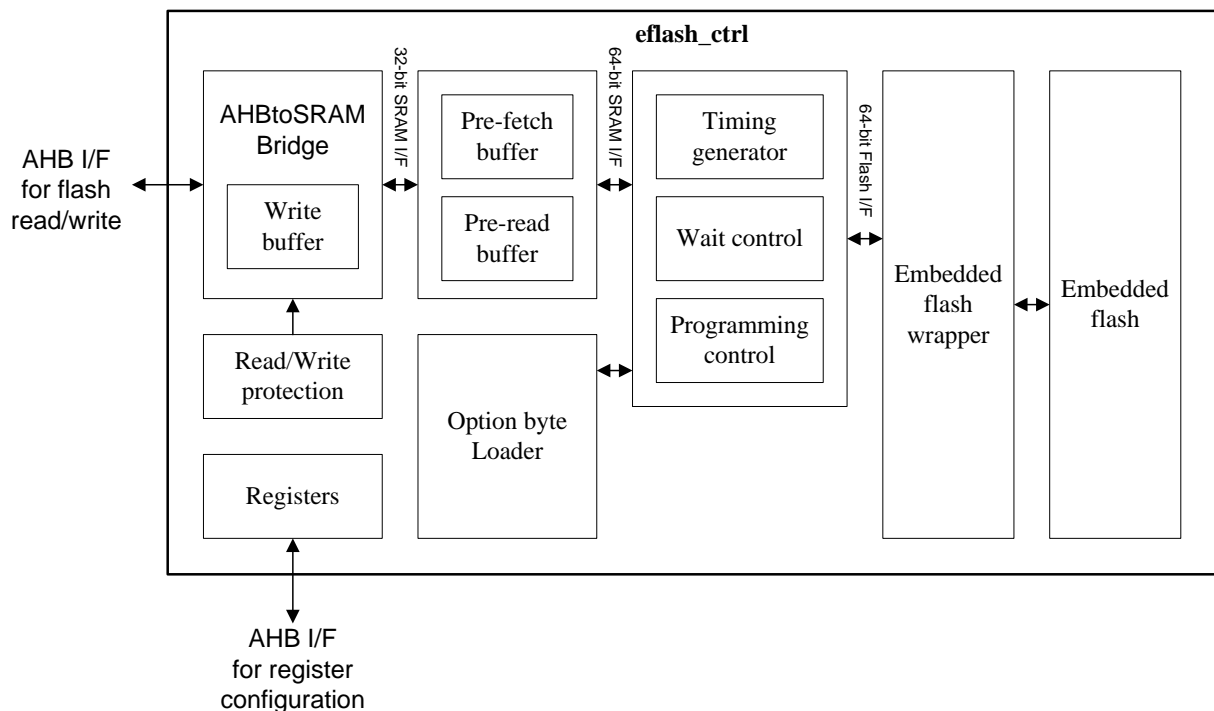 eflash_ctrl
AHB I/F
for flash
read/write
AHBtoSRAM
Bridge
Write
buffer
32-bit SRAM I/F
Pre-fetch
buffer
Pre-read
buffer
64-bit SRAM I/F
Timing
generator
Wait control
Programming
control
64-bit Flash I/F
Embedded
flash
wrapper
Embedded
flash
Read/Write
protection
Option byte
Loader
Registers
AHB I/F
for register
configuration